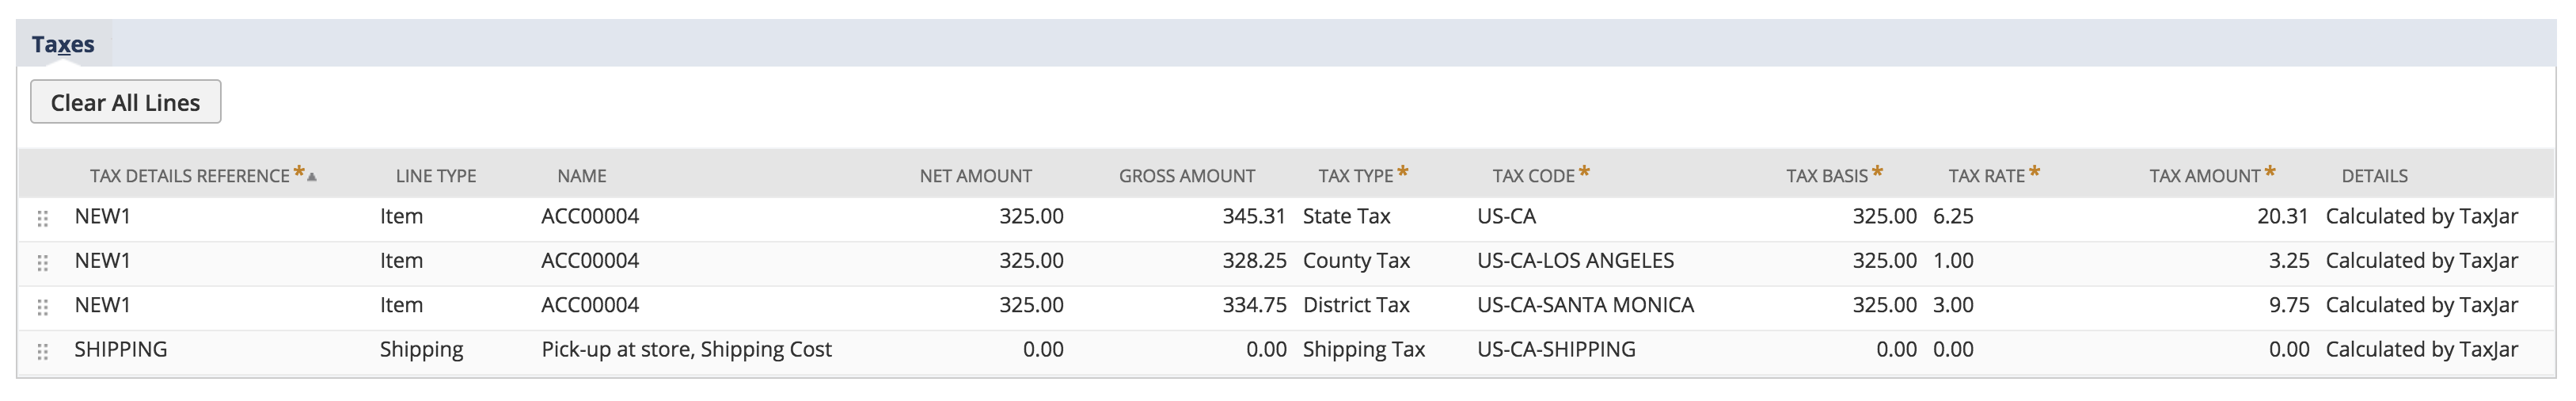 Taxes
Clear All Lines
TAX DETAILS REFERENCE* LINE TYPE NAME NET AMOUNT GROSS AMOUNT TAX TYPE* TAX CODE* TAX BASIS* TAX RATE* TAX AMOUNT* DETAILS
NEW1 Item ACC00004 325.00 345.31 State Tax US-CA 325.00 6.25 20.31 Calculated by TaxJar
NEW1 Item ACC00004 325.00 328.25 County Tax US-CA-LOS ANGELES 325.00 1.00 3.25 Calculated by TaxJar
NEW1 Item ACC00004 325.00 334.75 District Tax US-CA-SANTA MONICA 325.00 3.00 9.75 Calculated by TaxJar
SHIPPING Shipping Pick-up at store, Shipping Cost 0.00 0.00 Shipping Tax US-CA-SHIPPING 0.00 0.00 0.00 Calculated by TaxJar